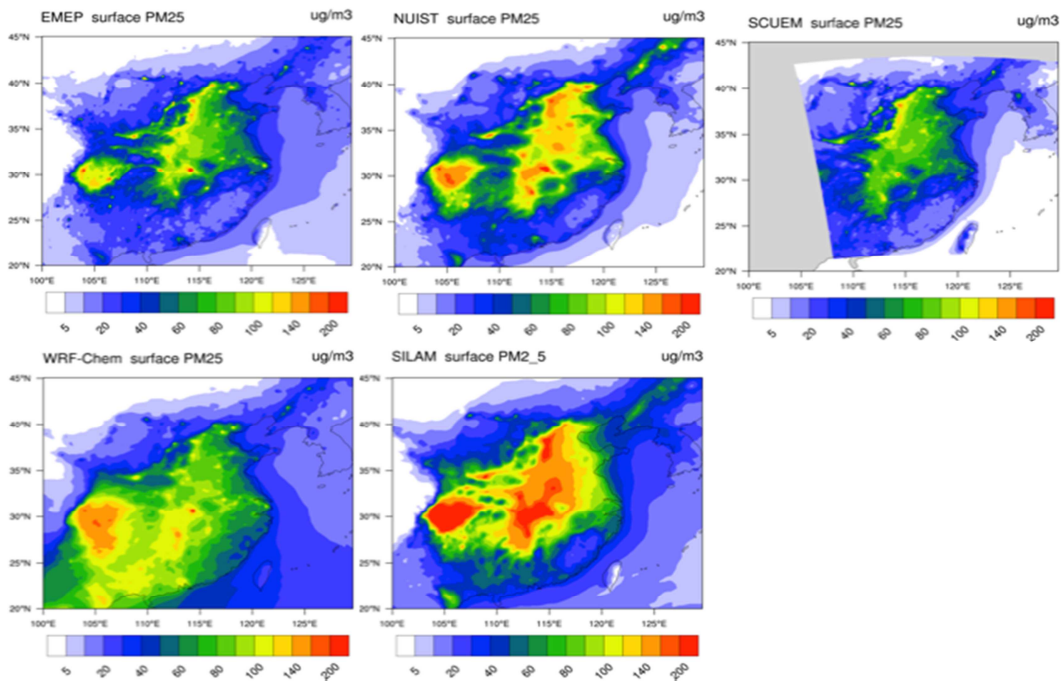 EMEP surface PM25 ug/m3
45°N
40°N
35°N
30°N
25°N
20°N
100°E 105°E 110°E 115°E 120°E 125°E
5 20 40 60 80 100 140 200
NUIST surface PM25 ug/m3
45°N
40°N
35°N
30°N
25°N
20°N
100°E 105°E 110°E 115°E 120°E 125°E
5 20 40 60 80 100 140 200
SCUEM surface PM25 ug/m3
45°N
40°N
35°N
30°N
25°N
20°N
100°E 105°E 110°E 115°E 120°E 125°E
5 20 40 60 80 100 140 200
WRF-Chem surface PM25 ug/m3
45°N
40°N
35°N
30°N
25°N
20°N
100°E 105°E 110°E 115°E 120°E 125°E
5 20 40 60 80 100 140 200
SILAM surface PM2_5 ug/m3
45°N
40°N
35°N
30°N
25°N
20°N
100°E 105°E 110°E 115°E 120°E 125°E
5 20 40 60 80 100 140 200